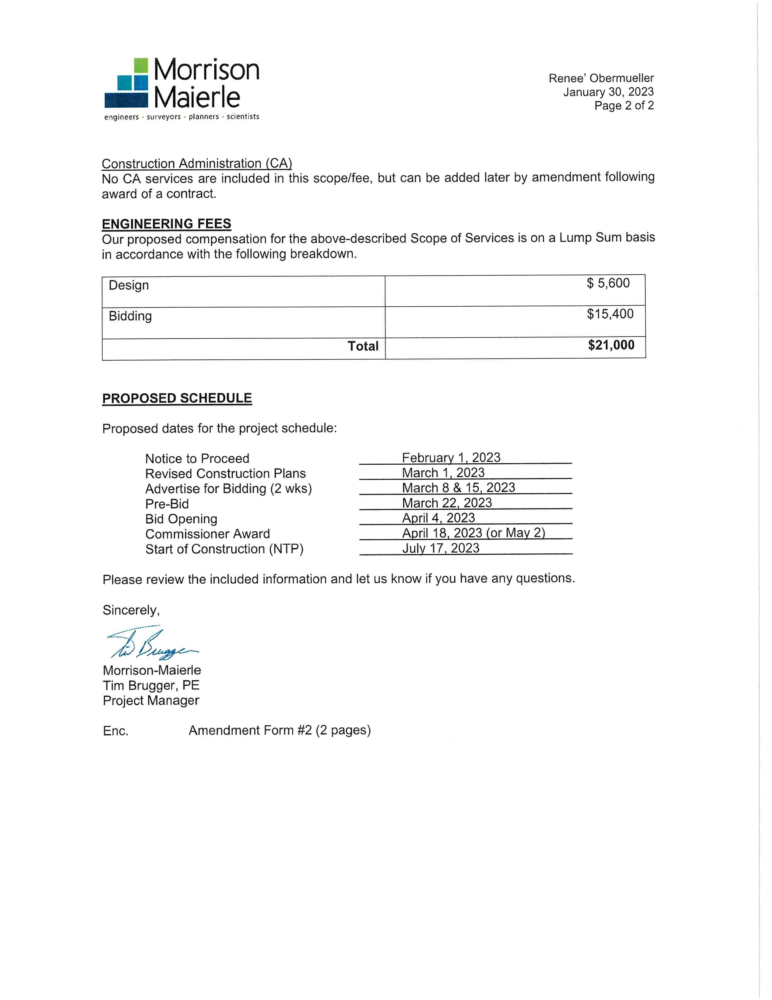 Morrison
Maierle
engineers · surveyors · planners · scientists
Renee' Obermueller
January 30, 2023
Page 2 of 2
Construction Administration (CA)
No CA services are included in this scope/fee, but can be added later by amendment following
award of a contract.
ENGINEERING FEES
Our proposed compensation for the above-described Scope of Services is on a Lump Sum basis
in accordance with the following breakdown.
Design $ 5,600
Bidding $15,400
Total $21,000
PROPOSED SCHEDULE
Proposed dates for the project schedule:
Notice to Proceed February 1, 2023
Revised Construction Plans March 1, 2023
Advertise for Bidding (2 wks) March 8 & 15, 2023
Pre-Bid March 22, 2023
Bid Opening April 4, 2023
Commissioner Award April 18, 2023 (or May 2)
Start of Construction (NTP) July 17, 2023
Please review the included information and let us know if you have any questions.
Sincerely,
Tim Brugger
Morrison-Maierle
Tim Brugger, PE
Project Manager
Enc. Amendment Form #2 (2 pages)